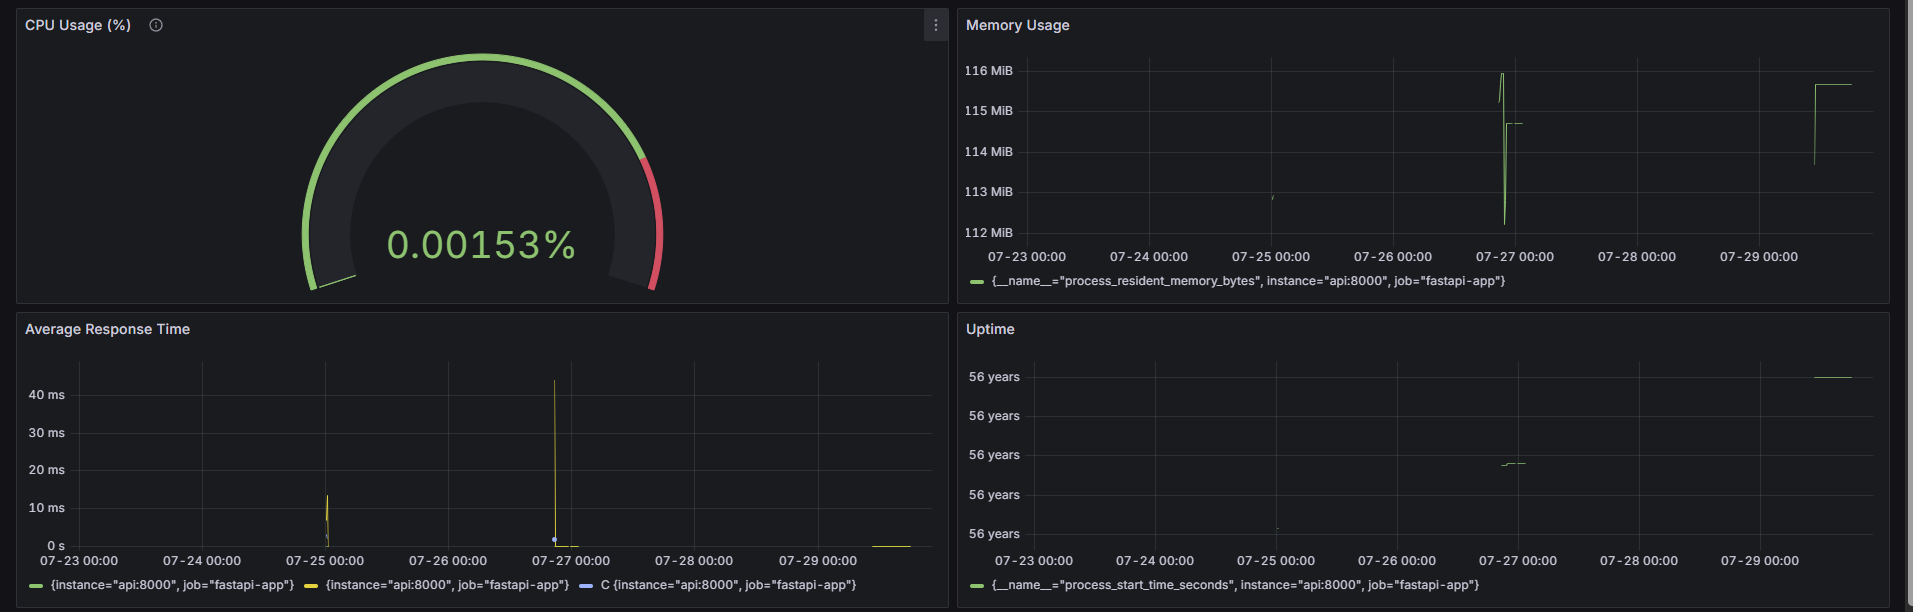 CPU Usage (%)
0.00153%
Memory Usage
116 MiB
115 MiB
114 MiB
113 MiB
112 MiB
07-23 00:00 07-24 00:00 07-25 00:00 07-26 00:00 07-27 00:00 07-28 00:00 07-29 00:00
{__name__="process_resident_memory_bytes", instance="api:8000", job="fastapi-app"}
Average Response Time
40 ms
30 ms
20 ms
10 ms
0 s
07-23 00:00 07-24 00:00 07-25 00:00 07-26 00:00 07-27 00:00 07-28 00:00 07-29 00:00
{instance="api:8000", job="fastapi-app"} {instance="api:8000", job="fastapi-app"} C {instance="api:8000", job="fastapi-app"}
Uptime
56 years
56 years
56 years
56 years
56 years
07-23 00:00 07-24 00:00 07-25 00:00 07-26 00:00 07-27 00:00 07-28 00:00 07-29 00:00
{__name__="process_start_time_seconds", instance="api:8000", job="fastapi-app"}